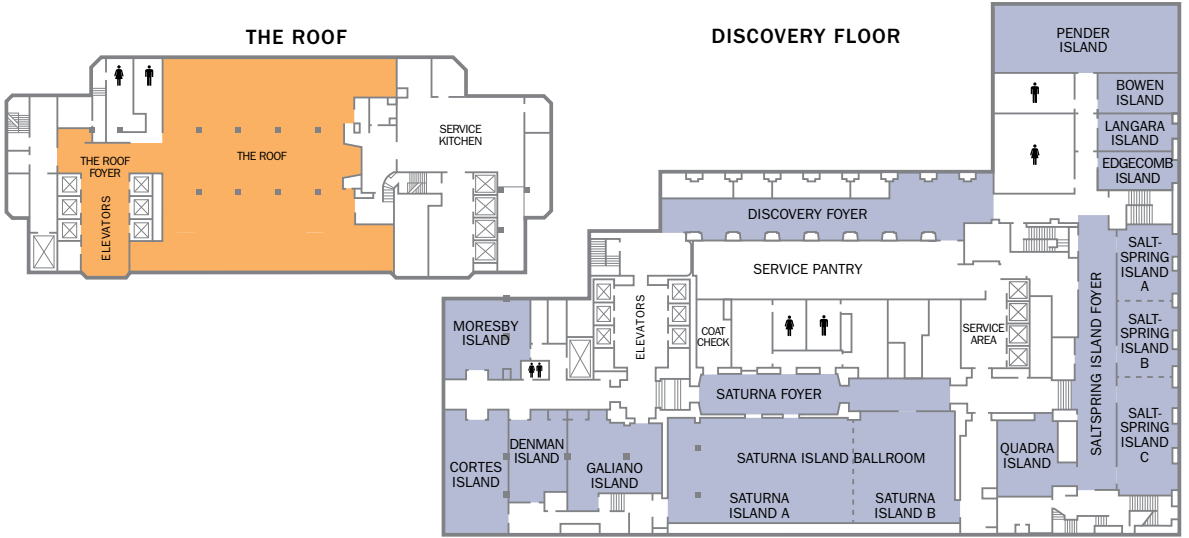 THE ROOF
DISCOVERY FLOOR
THE ROOF
FOYER
THE ROOF
SERVICE
KITCHEN
ELEVATORS
PENDER
ISLAND
BOWEN
ISLAND
LANGARA
ISLAND
EDGECOMB
ISLAND
DISCOVERY FOYER
SERVICE PANTRY
ELEVATORS
COAT
CHECK
SERVICE
AREA
SALTSPRING ISLAND FOYER
SALT-
SPRING
ISLAND
A
SALT-
SPRING
ISLAND
B
SALT-
SPRING
ISLAND
C
MORESBY
ISLAND
SATURNA FOYER
CORTES
ISLAND
DENMAN
ISLAND
GALIANO
ISLAND
SATURNA ISLAND BALLROOM
SATURNA
ISLAND A
SATURNA
ISLAND B
QUADRA
ISLAND